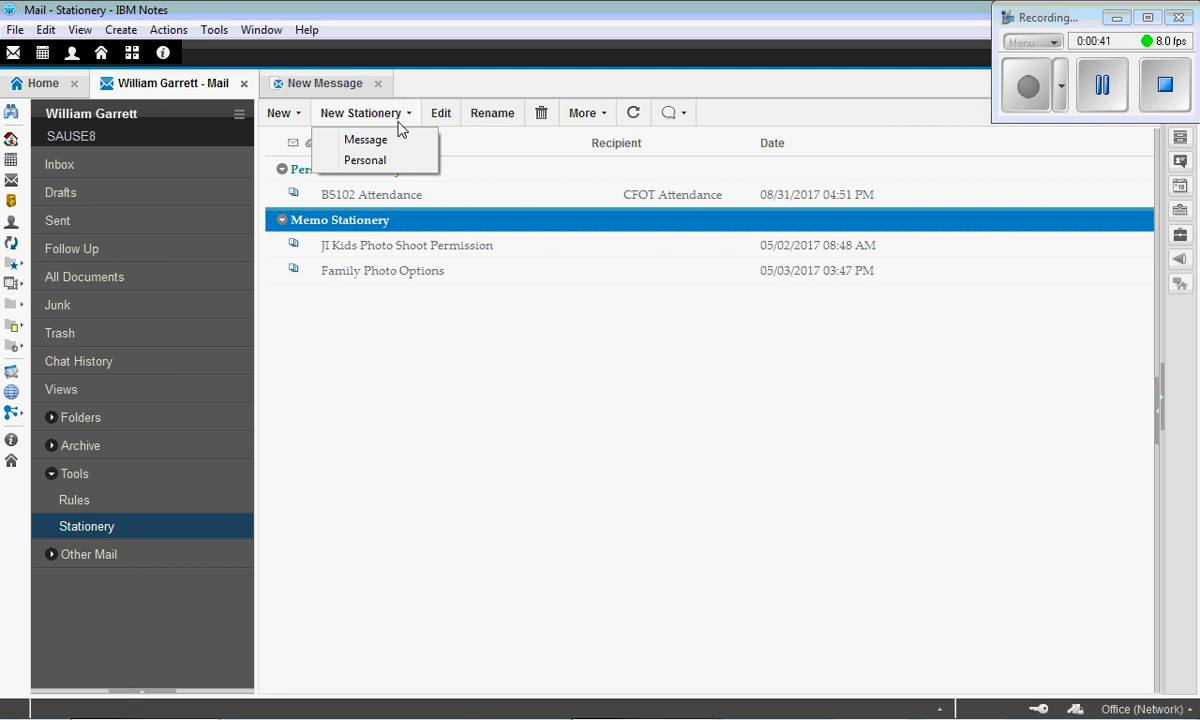 Mail - Stationery - IBM Notes
File Edit View Create Actions Tools Window Help
Recording...
Menu 0:00:41 8.0 fps
Home William Garrett - Mail New Message
William Garrett
SAUSE8
Inbox
Drafts
Sent
Follow Up
All Documents
Junk
Trash
Chat History
Views
Folders
Archive
Tools
Rules
Stationery
Other Mail
New New Stationery Edit Rename More
Message
Personal
Recipient Date
BS102 Attendance CFOT Attendance 08/31/2017 04:51 PM
Memo Stationery
JI Kids Photo Shoot Permission 05/02/2017 08:48 AM
Family Photo Options 05/03/2017 03:47 PM
Office (Network)